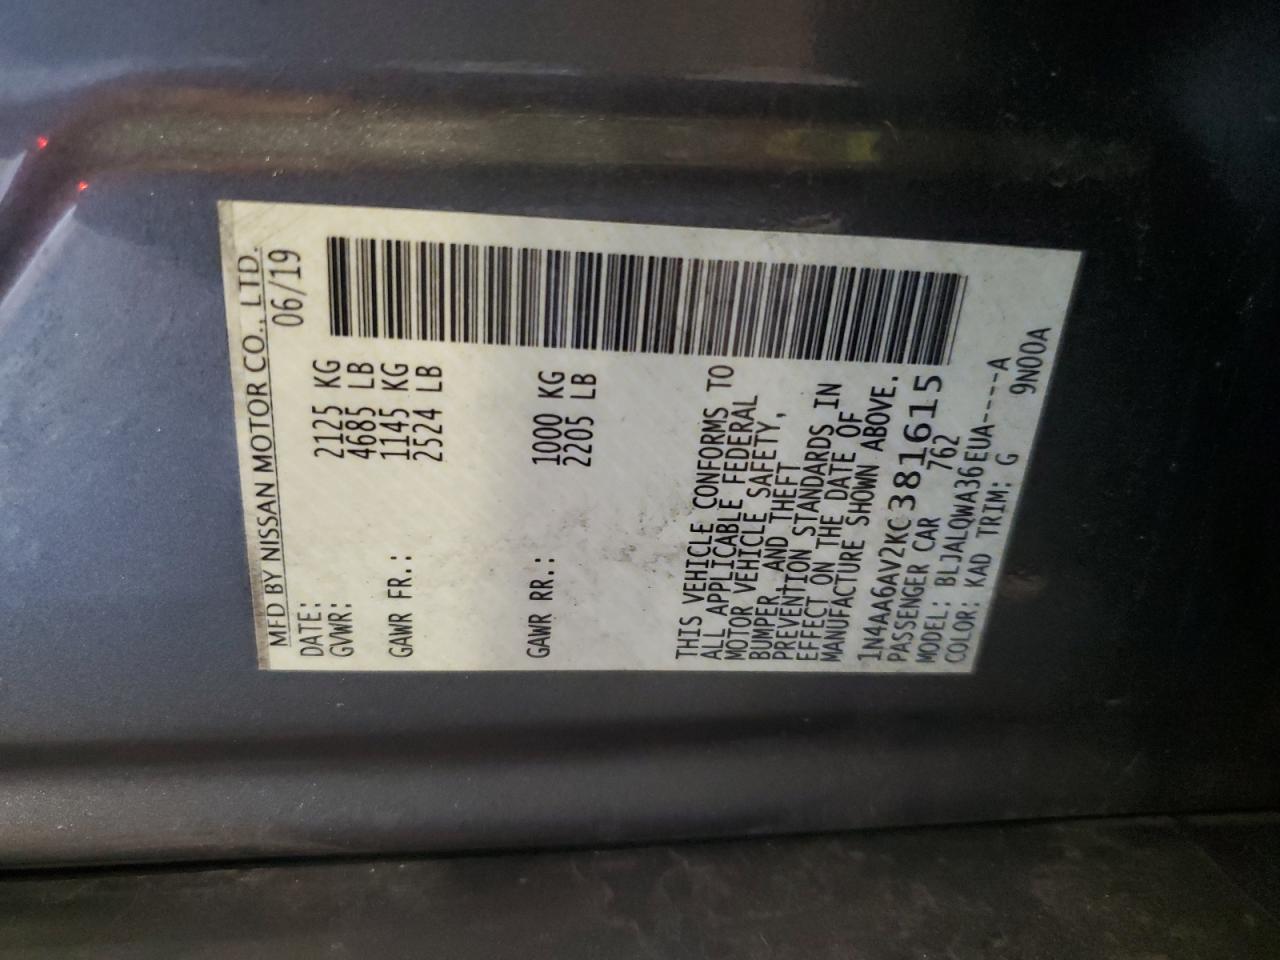 MFD BY NISSAN MOTOR CO., LTD.
DATE: 06/19
GVWR: 2125 KG
4685 LB
GAWR FR.: 1145 KG
2524 LB
GAWR RR.: 1000 KG
2205 LB
THIS VEHICLE CONFORMS TO
ALL APPLICABLE FEDERAL
MOTOR VEHICLE SAFETY,
BUMPER, AND THEFT
PREVENTION STANDARDS IN
EFFECT ON THE DATE OF
MANUFACTURE SHOWN ABOVE.
1N4AA6AV2KC381615
PASSENGER CAR 762
MODEL: BLJALQWA36EUA----A
COLOR: KAD TRIM: G 9N00A